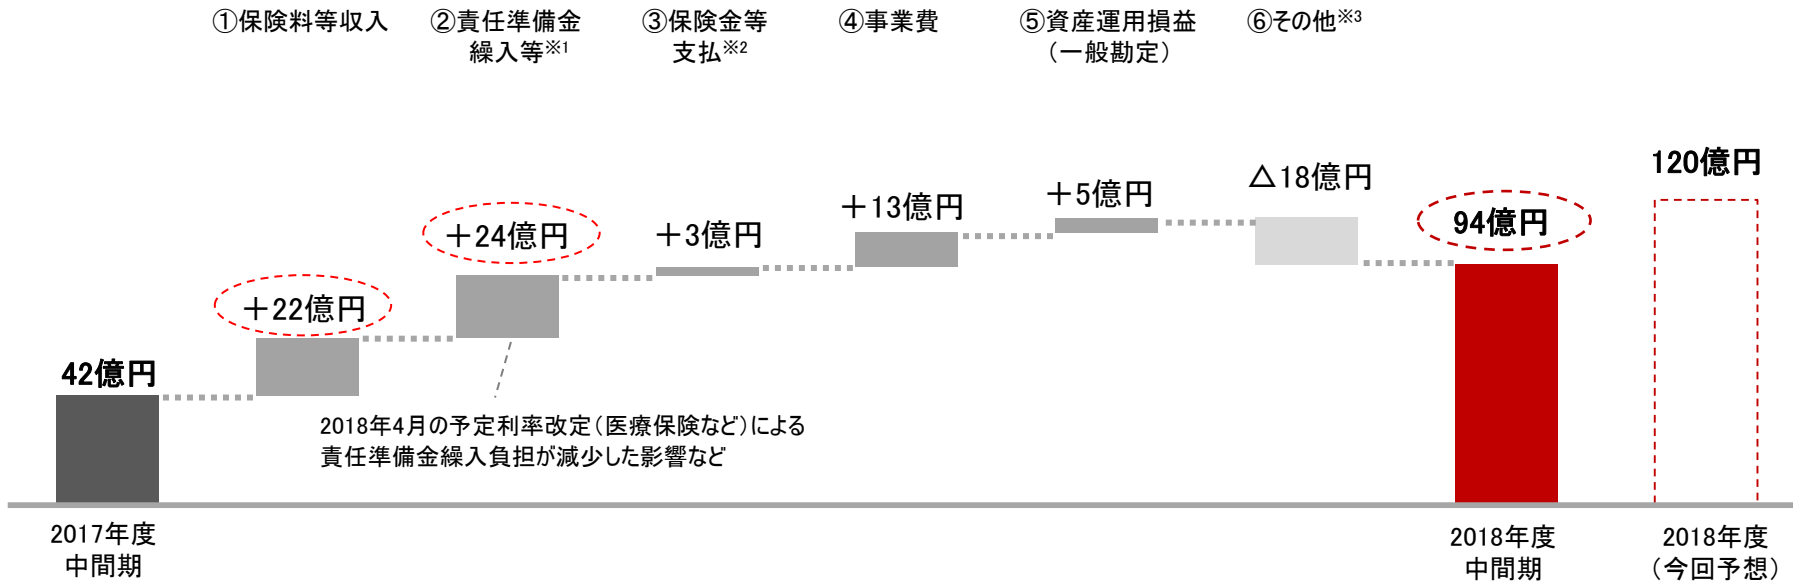 ①保険料等収入
②責任準備金
繰入等※1
③保険金等
支払※2
④事業費
⑤資産運用損益
（一般勘定）
⑥その他※3
42億円
＋22億円
＋24億円
＋3億円
＋13億円
＋5億円
△18億円
94億円
120億円
2018年4月の予定利率改定（医療保険など）による
責任準備金繰入負担が減少した影響など
2017年度
中間期
2018年度
中間期
2018年度
（今回予想）